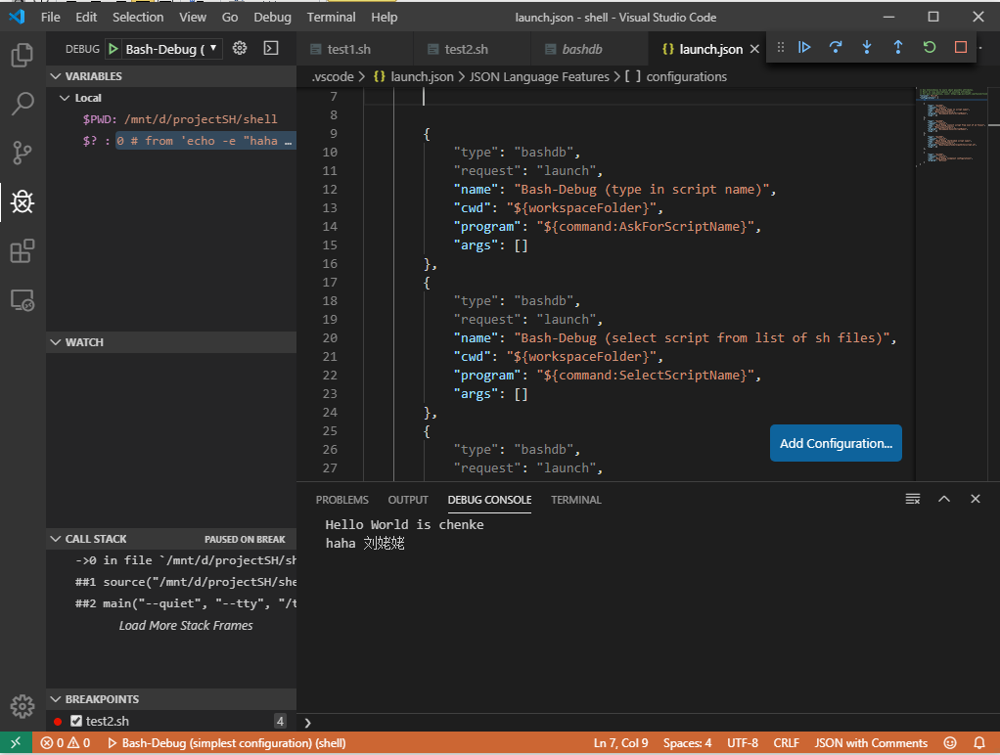 File Edit Selection View Go Debug Terminal Help launch.json - shell - Visual Studio Code
DEBUG Bash-Debug (
test1.sh test2.sh bashdb launch.json
.vscode > {} launch.json > JSON Language Features > [ ] configurations
VARIABLES
Local
$PWD: /mnt/d/projectSH/shell
$? : 0 # from 'echo -e "haha …
WATCH
CALL STACK PAUSED ON BREAK
->0 in file `/mnt/d/projectSH/sh
##1 source("/mnt/d/projectSH/she
##2 main("--quiet", "--tty", "/t
Load More Stack Frames
BREAKPOINTS
test2.sh 4
7
8
9 {
10 "type": "bashdb",
11 "request": "launch",
12 "name": "Bash-Debug (type in script name)",
13 "cwd": "${workspaceFolder}",
14 "program": "${command:AskForScriptName}",
15 "args": []
16 },
17 {
18 "type": "bashdb",
19 "request": "launch",
20 "name": "Bash-Debug (select script from list of sh files)",
21 "cwd": "${workspaceFolder}",
22 "program": "${command:SelectScriptName}",
23 "args": []
24 },
25 {
26 "type": "bashdb",
27 "request": "launch",
Add Configuration...
PROBLEMS OUTPUT DEBUG CONSOLE TERMINAL
Hello World is chenke
haha 刘姥姥
0 0 Bash-Debug (simplest configuration) (shell) Ln 7, Col 9 Spaces: 4 UTF-8 CRLF JSON with Comments